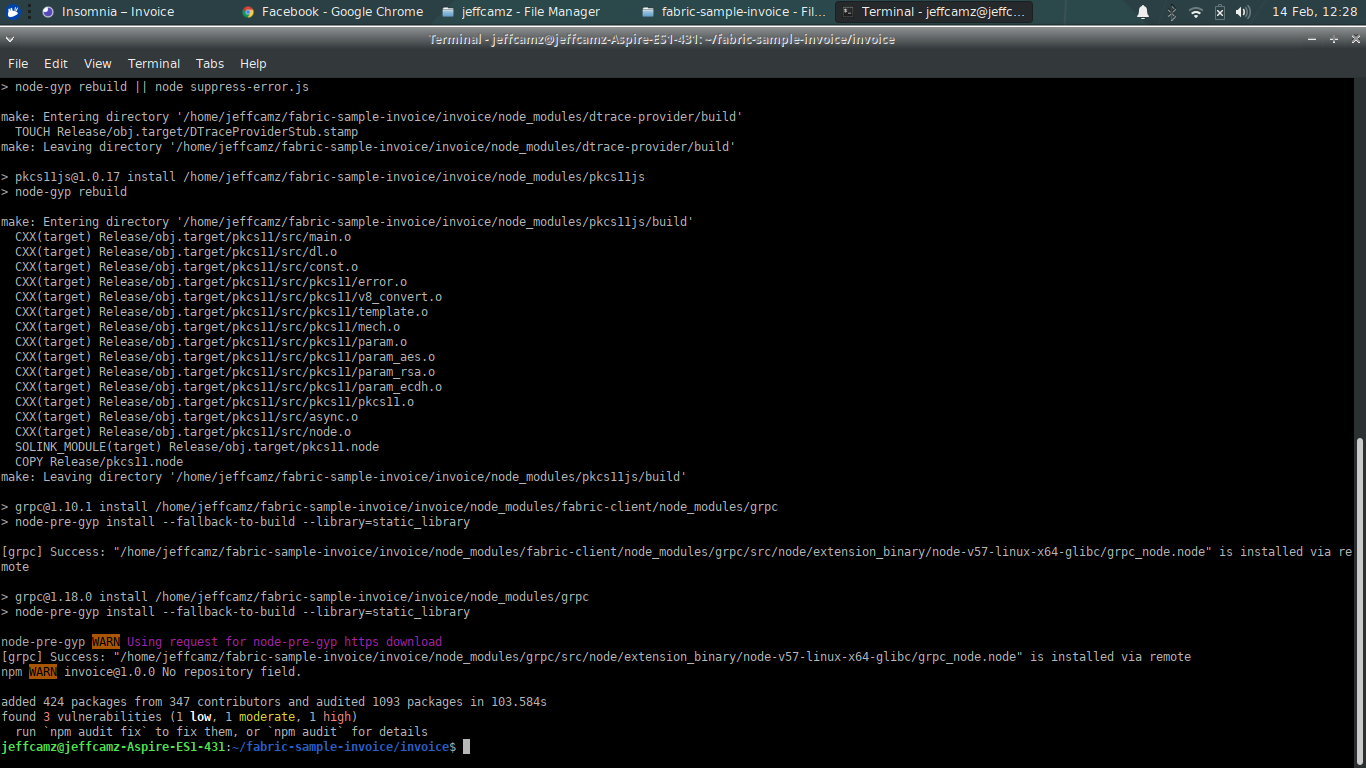 Insomnia – Invoice
Facebook - Google Chrome
jeffcamz - File Manager
fabric-sample-invoice - Fil...
Terminal - jeffcamz@jeffc...
14 Feb, 12:28
Terminal - jeffcamz@jeffcamz-Aspire-ES1-431: ~/fabric-sample-invoice/invoice
File Edit View Terminal Tabs Help
> node-gyp rebuild || node suppress-error.js
make: Entering directory '/home/jeffcamz/fabric-sample-invoice/invoice/node_modules/dtrace-provider/build'
TOUCH Release/obj.target/DTraceProviderStub.stamp
make: Leaving directory '/home/jeffcamz/fabric-sample-invoice/invoice/node_modules/dtrace-provider/build'
> pkcs11js@1.0.17 install /home/jeffcamz/fabric-sample-invoice/invoice/node_modules/pkcs11js
> node-gyp rebuild
make: Entering directory '/home/jeffcamz/fabric-sample-invoice/invoice/node_modules/pkcs11js/build'
CXX(target) Release/obj.target/pkcs11/src/main.o
CXX(target) Release/obj.target/pkcs11/src/dl.o
CXX(target) Release/obj.target/pkcs11/src/const.o
CXX(target) Release/obj.target/pkcs11/src/pkcs11/error.o
CXX(target) Release/obj.target/pkcs11/src/pkcs11/v8_convert.o
CXX(target) Release/obj.target/pkcs11/src/pkcs11/template.o
CXX(target) Release/obj.target/pkcs11/src/pkcs11/mech.o
CXX(target) Release/obj.target/pkcs11/src/pkcs11/param.o
CXX(target) Release/obj.target/pkcs11/src/pkcs11/param_aes.o
CXX(target) Release/obj.target/pkcs11/src/pkcs11/param_rsa.o
CXX(target) Release/obj.target/pkcs11/src/pkcs11/param_ecdh.o
CXX(target) Release/obj.target/pkcs11/src/pkcs11/pkcs11.o
CXX(target) Release/obj.target/pkcs11/src/async.o
CXX(target) Release/obj.target/pkcs11/src/node.o
SOLINK_MODULE(target) Release/obj.target/pkcs11.node
COPY Release/pkcs11.node
make: Leaving directory '/home/jeffcamz/fabric-sample-invoice/invoice/node_modules/pkcs11js/build'
> grpc@1.10.1 install /home/jeffcamz/fabric-sample-invoice/invoice/node_modules/fabric-client/node_modules/grpc
> node-pre-gyp install --fallback-to-build --library=static_library
[grpc] Success: "/home/jeffcamz/fabric-sample-invoice/invoice/node_modules/fabric-client/node_modules/grpc/src/node/extension_binary/node-v57-linux-x64-glibc/grpc_node.node" is installed via re
mote
> grpc@1.18.0 install /home/jeffcamz/fabric-sample-invoice/invoice/node_modules/grpc
> node-pre-gyp install --fallback-to-build --library=static_library
node-pre-gyp WARN Using request for node-pre-gyp https download
[grpc] Success: "/home/jeffcamz/fabric-sample-invoice/invoice/node_modules/grpc/src/node/extension_binary/node-v57-linux-x64-glibc/grpc_node.node" is installed via remote
npm WARN invoice@1.0.0 No repository field.
added 424 packages from 347 contributors and audited 1093 packages in 103.584s
found 3 vulnerabilities (1 low, 1 moderate, 1 high)
run `npm audit fix` to fix them, or `npm audit` for details
jeffcamz@jeffcamz-Aspire-ES1-431:~/fabric-sample-invoice/invoice$